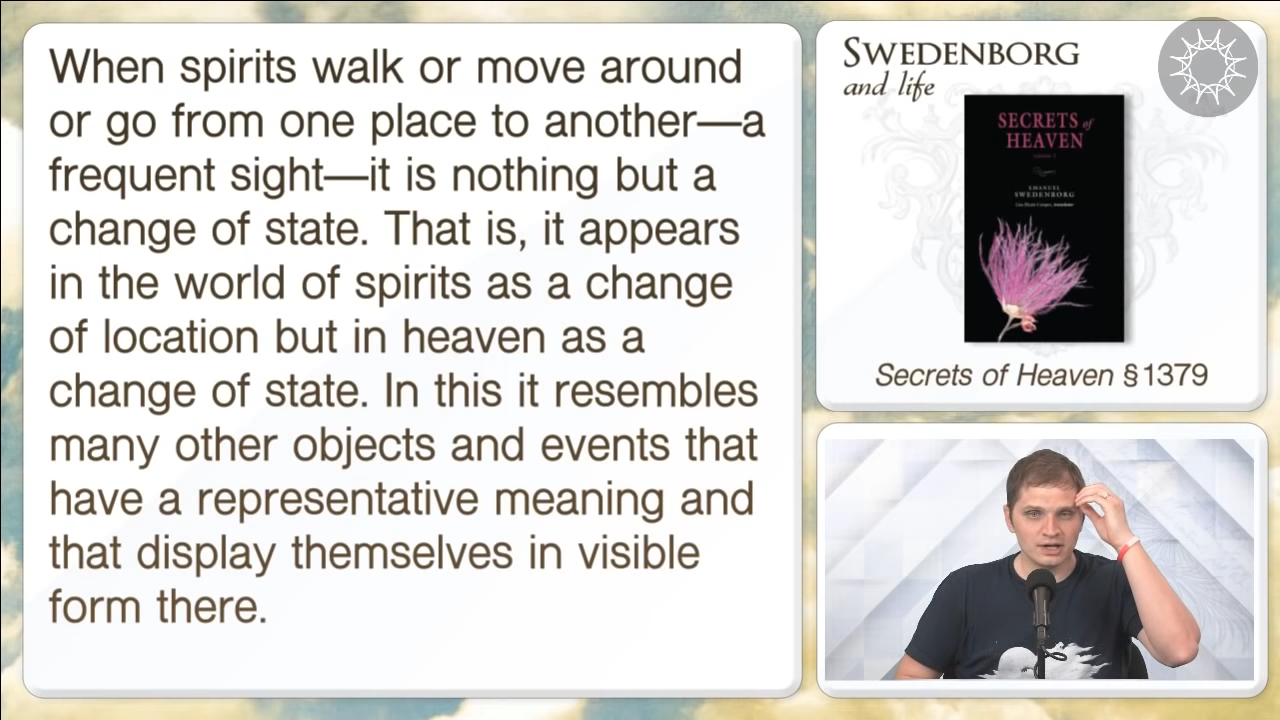 When spirits walk or move around
or go from one place to another—a
frequent sight—it is nothing but a
change of state. That is, it appears
in the world of spirits as a change
of location but in heaven as a
change of state. In this it resembles
many other objects and events that
have a representative meaning and
that display themselves in visible
form there.
SWEDENBORG
and life
SECRETS of
HEAVEN
EMANUEL
SWEDENBORG
Secrets of Heaven §1379